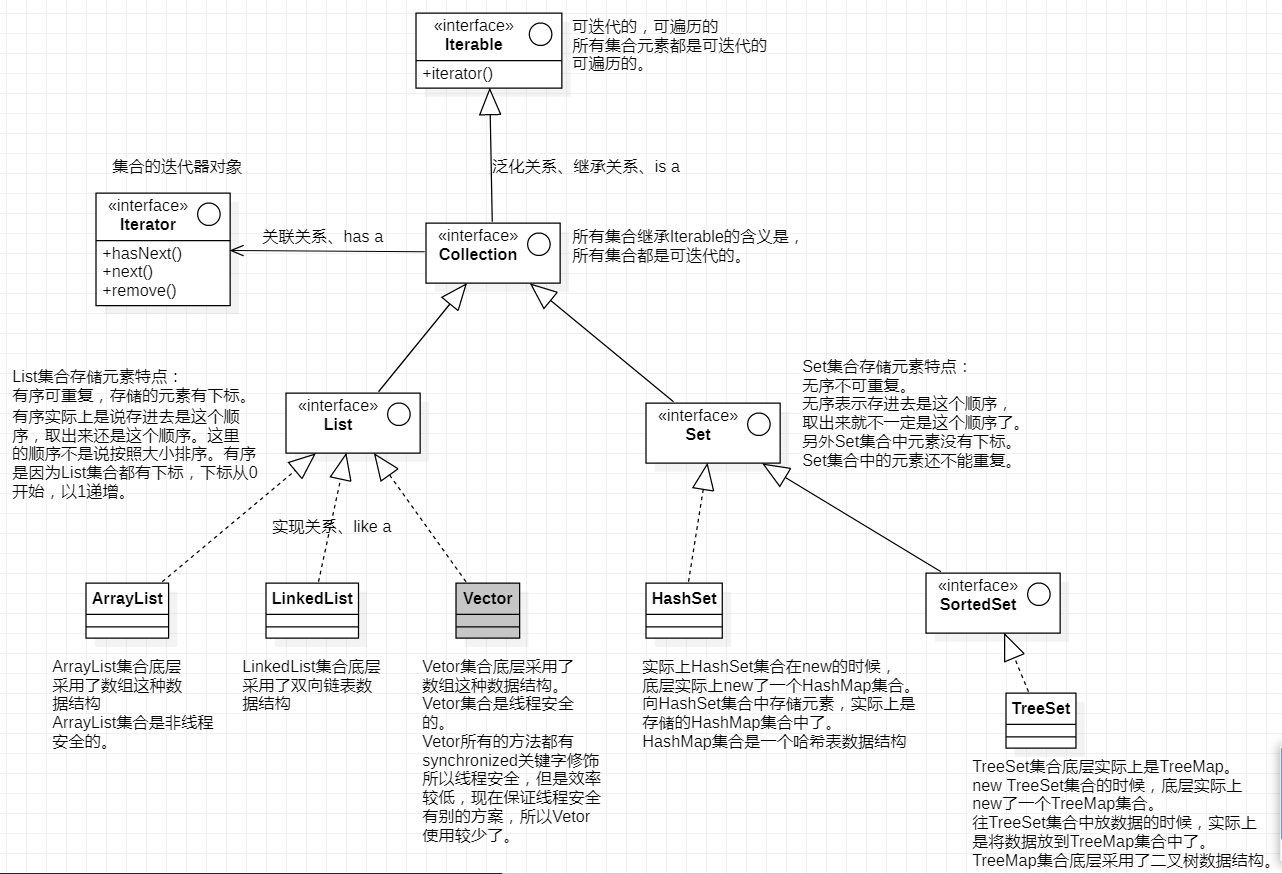 «interface»
Iterable
+iterator()
可迭代的，可遍历的
所有集合元素都是可迭代的
可遍历的。
泛化关系、继承关系、is a
集合的迭代器对象
«interface»
Iterator
+hasNext()
+next()
+remove()
关联关系、has a
«interface»
Collection
所有集合继承Iterable的含义是，
所有集合都是可迭代的。
List集合存储元素特点：
有序可重复，存储的元素有下标。
有序实际上是说存进去是这个顺
序，取出来还是这个顺序。这里
的顺序不是说按照大小排序。有序
是因为List集合都有下标，下标从0
开始，以1递增。
«interface»
List
«interface»
Set
Set集合存储元素特点：
无序不可重复。
无序表示存进去是这个顺序，
取出来就不一定是这个顺序了。
另外Set集合中元素没有下标。
Set集合中的元素还不能重复。
实现关系、like a
ArrayList
LinkedList
Vector
HashSet
«interface»
SortedSet
ArrayList集合底层
采用了数组这种数
据结构
ArrayList集合是非线程
安全的。
LinkedList集合底层
采用了双向链表数
据结构
Vetor集合底层采用了
数组这种数据结构。
Vetor集合是线程安全
的。
Vetor所有的方法都有
synchronized关键字修饰
所以线程安全，但是效率
较低，现在保证线程安全
有别的方案，所以Vetor
使用较少了。
实际上HashSet集合在new的时候，
底层实际上new了一个HashMap集合。
向HashSet集合中存储元素，实际上是
存储的HashMap集合中了。
HashMap集合是一个哈希表数据结构
TreeSet
TreeSet集合底层实际上是TreeMap。
new TreeSet集合的时候，底层实际上
new了一个TreeMap集合。
往TreeSet集合中放数据的时候，实际上
是将数据放到TreeMap集合中了。
TreeMap集合底层采用了二叉树数据结构。